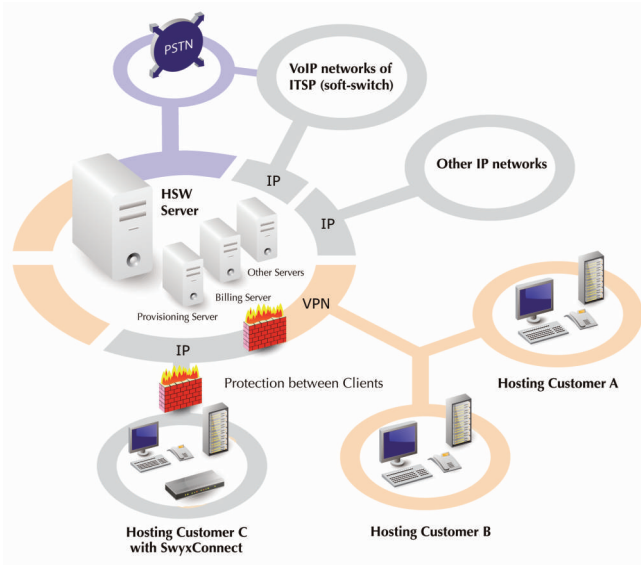 PSTN
VoIP networks of
ITSP (soft-switch)
Other IP networks
IP
IP
HSW
Server
Other Servers
Billing Server
Provisioning Server
VPN
IP
Protection between Clients
Hosting Customer A
Hosting Customer B
Hosting Customer C
with SwyxConnect